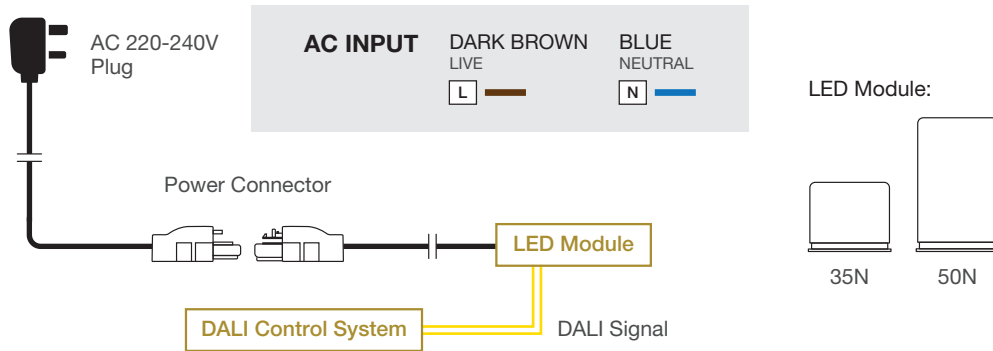 AC 220-240V
Plug
AC INPUT
DARK BROWN
LIVE
L
BLUE
NEUTRAL
N
LED Module:
Power Connector
LED Module
35N
50N
DALI Control System
DALI Signal